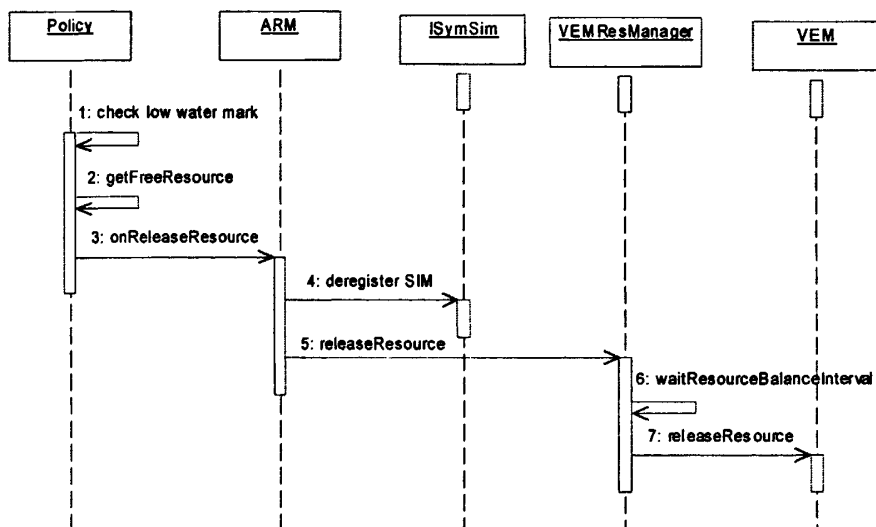 Policy
ARM
ISymSim
VEMResManager
VEM
1: check low water mark
2: getFreeResource
3: onReleaseResource
4: deregister SIM
5: releaseResource
6: waitResourceBalanceInterval
7: releaseResource